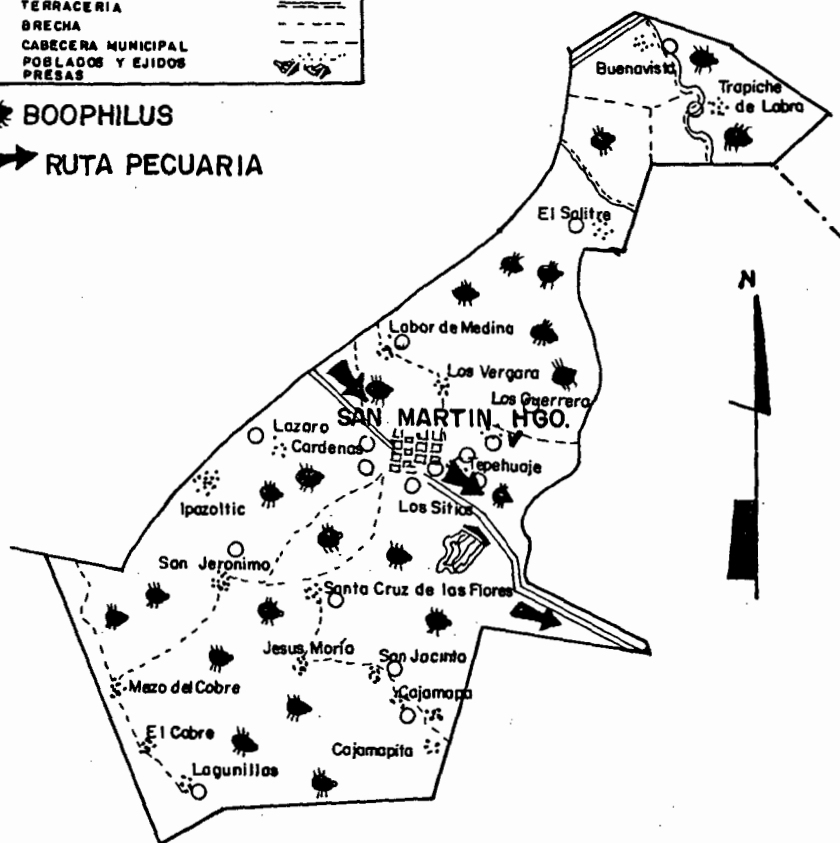 TERRACERIA
BRECHA
CABECERA MUNICIPAL
POBLADOS Y EJIDOS
PRESAS
BOOPHILUS
RUTA PECUARIA
Buenavista
Trapiche
de Labra
El Salitre
N
Labor de Medina
Los Vergara
Los Guerrero
SAN MARTIN, HGO.
Lazaro
Cardenas
Tepehuaje
Ipazoltic
Los Sitios
San Jeronimo
Santa Cruz de las Flores
Jesus María
San Jacinto
Mezo del Cobre
Cajamapa
El Cobre
Cajamapita
Lagunillas